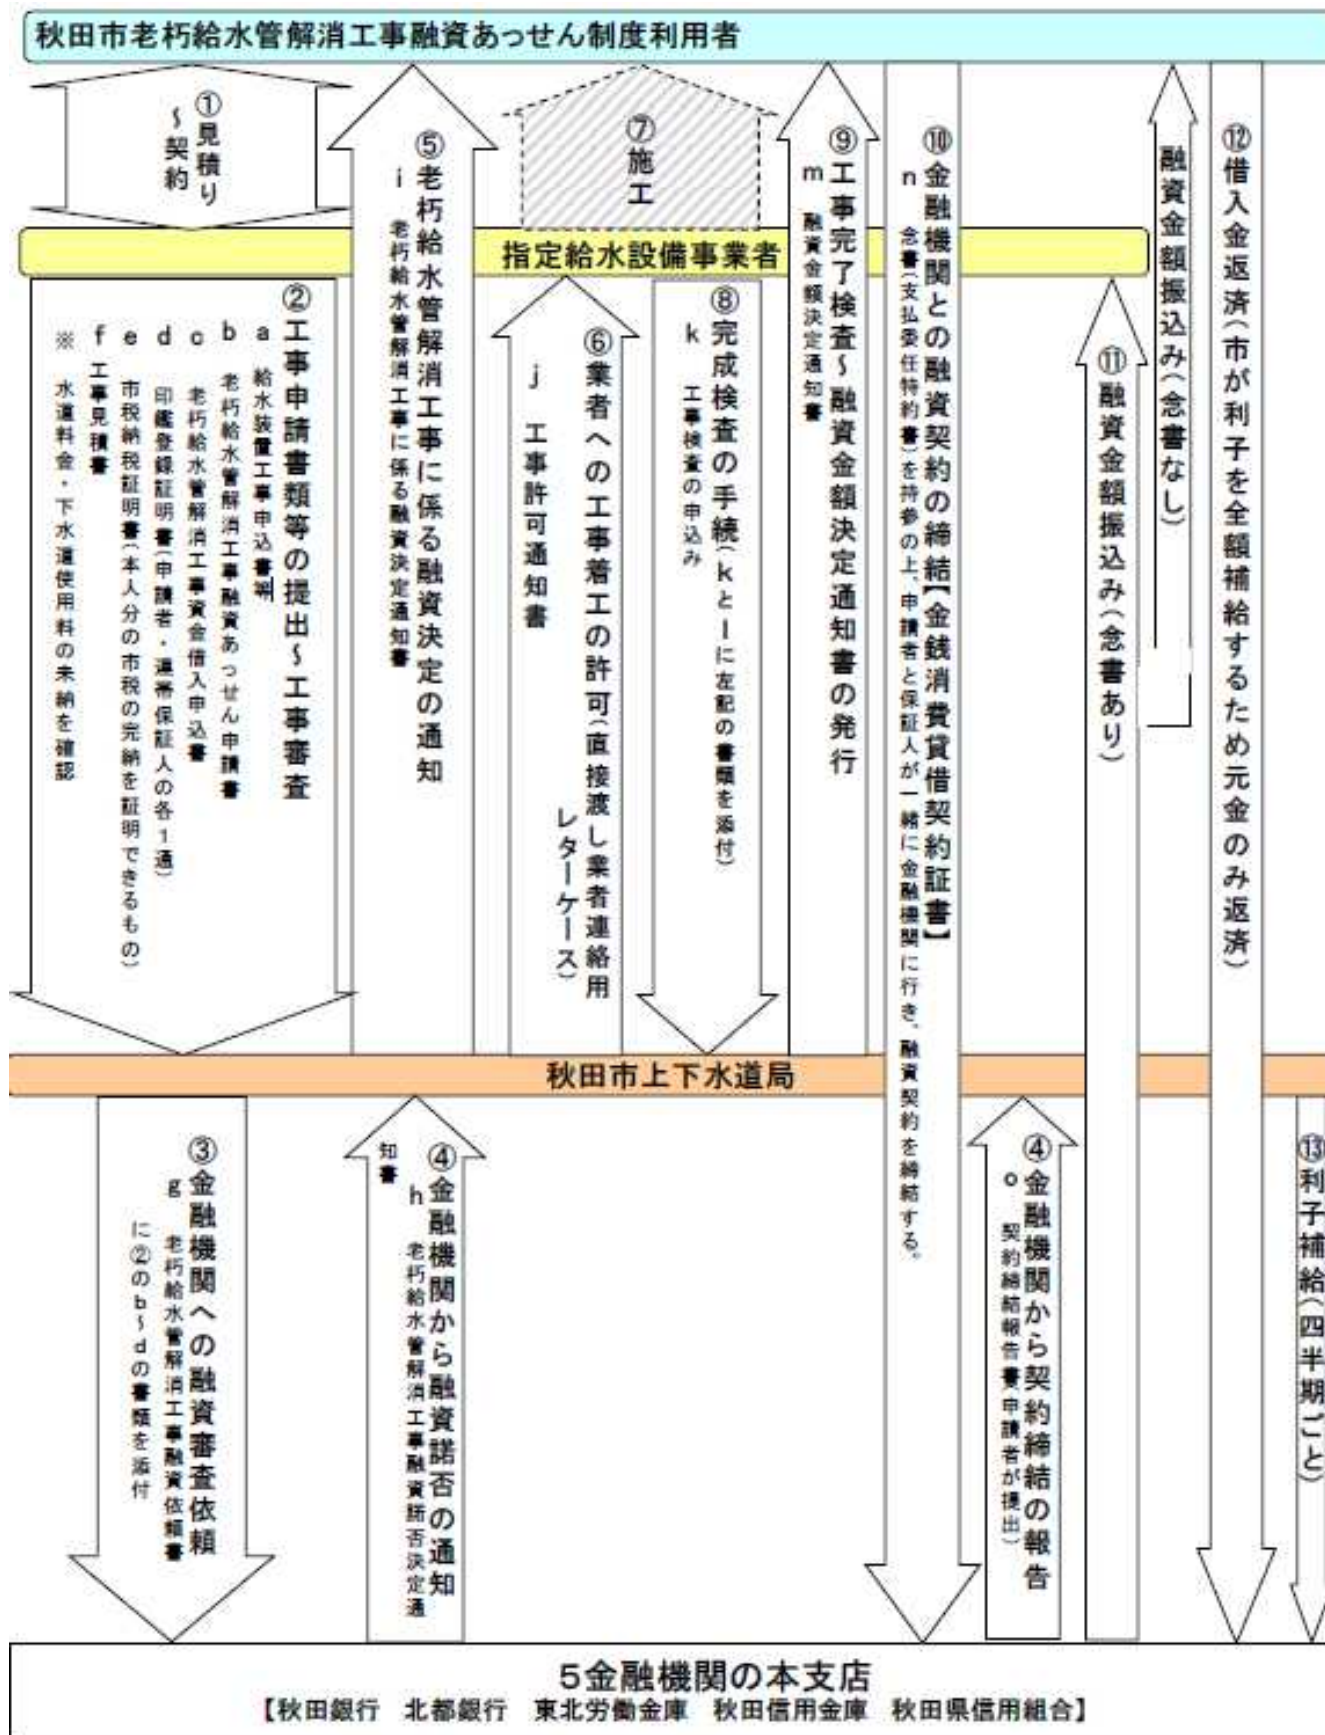 秋田市老朽給水管解消工事融資あっせん制度利用者
①見積り
～契約
⑤老朽給水管解消工事に係る融資決定の通知
i 老朽給水管解消工事に係る融資決定通知書
⑦施工
⑨工事完了検査～融資金額決定通知書の発行
m 融資金額決定通知書
⑩金融機関との融資契約の締結【金銭消費貸借契約証書】
n 念書(支払委任特約書)を持参の上、申請者と保証人が一緒に金融機関に行き、融資契約を締結する。
融資金額振込み(念書なし)
⑫借入金返済(市が利子を全額補給するため元金のみ返済)
指定給水設備事業者
②工事申請書類等の提出～工事審査
a 給水装置工事申込書等
b 老朽給水管解消工事融資あっせん申請書
c 老朽給水管解消工事資金借入申込書
d 印鑑登録証明書(申請者・連帯保証人の各1通)
e 市税納税証明書(本人分の市税の完納を証明できるもの)
f 工事見積書
※ 水道料金・下水道使用料の未納を確認
⑥業者への工事着工の許可(直接渡し業者連絡用
レターケース)
j 工事許可通知書
⑧完成検査の手続(kとlに左記の書類を添付)
k 工事検査の申込み
⑪融資金額振込み(念書あり)
秋田市上下水道局
③金融機関への融資審査依頼
g 老朽給水管解消工事融資依頼書
に②のb～dの書類を添付
④金融機関から融資諾否の通知
h 老朽給水管解消工事融資諾否決定通
知書
④金融機関から契約締結の報告
o 契約締結報告書(申請者が提出)
⑬利子補給(四半期ごと)
5金融機関の本支店
【秋田銀行 北都銀行 東北労働金庫 秋田信用金庫 秋田県信用組合】